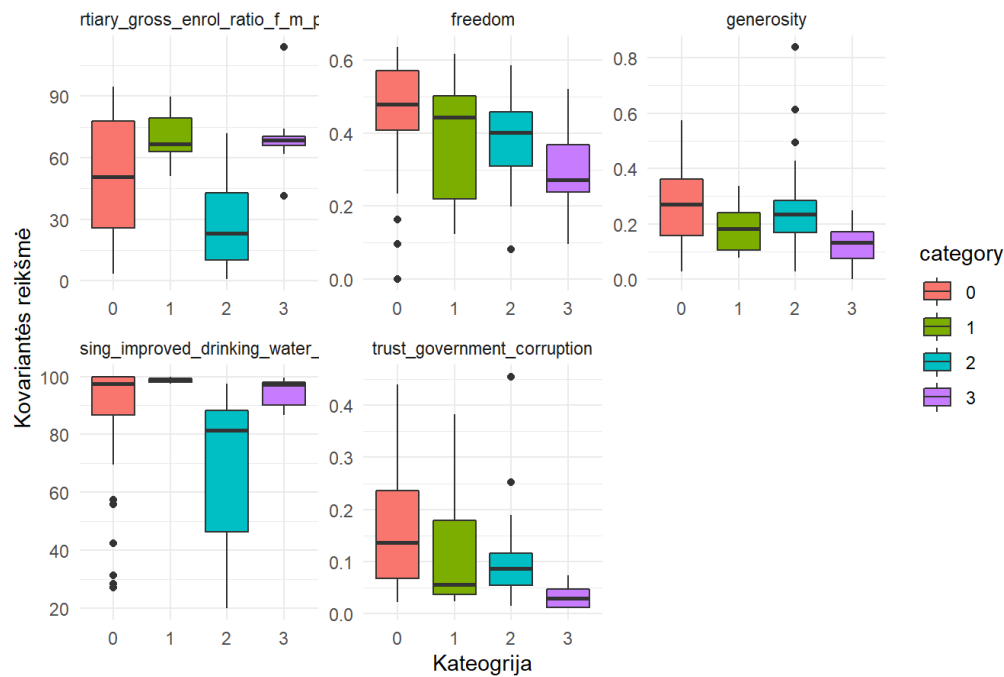 rtiary_gross_enrol_ratio_f_m_p
freedom
generosity
90
60
30
0
0.6
0.4
0.2
0.0
0.8
0.6
0.4
0.2
0.0
0 1 2 3
0 1 2 3
0 1 2 3
Kovariantės reikšmė
category
0
1
2
3
sing_improved_drinking_water_
trust_government_corruption
100
80
60
40
20
0.4
0.3
0.2
0.1
0.0
0 1 2 3
0 1 2 3
Kateogrija